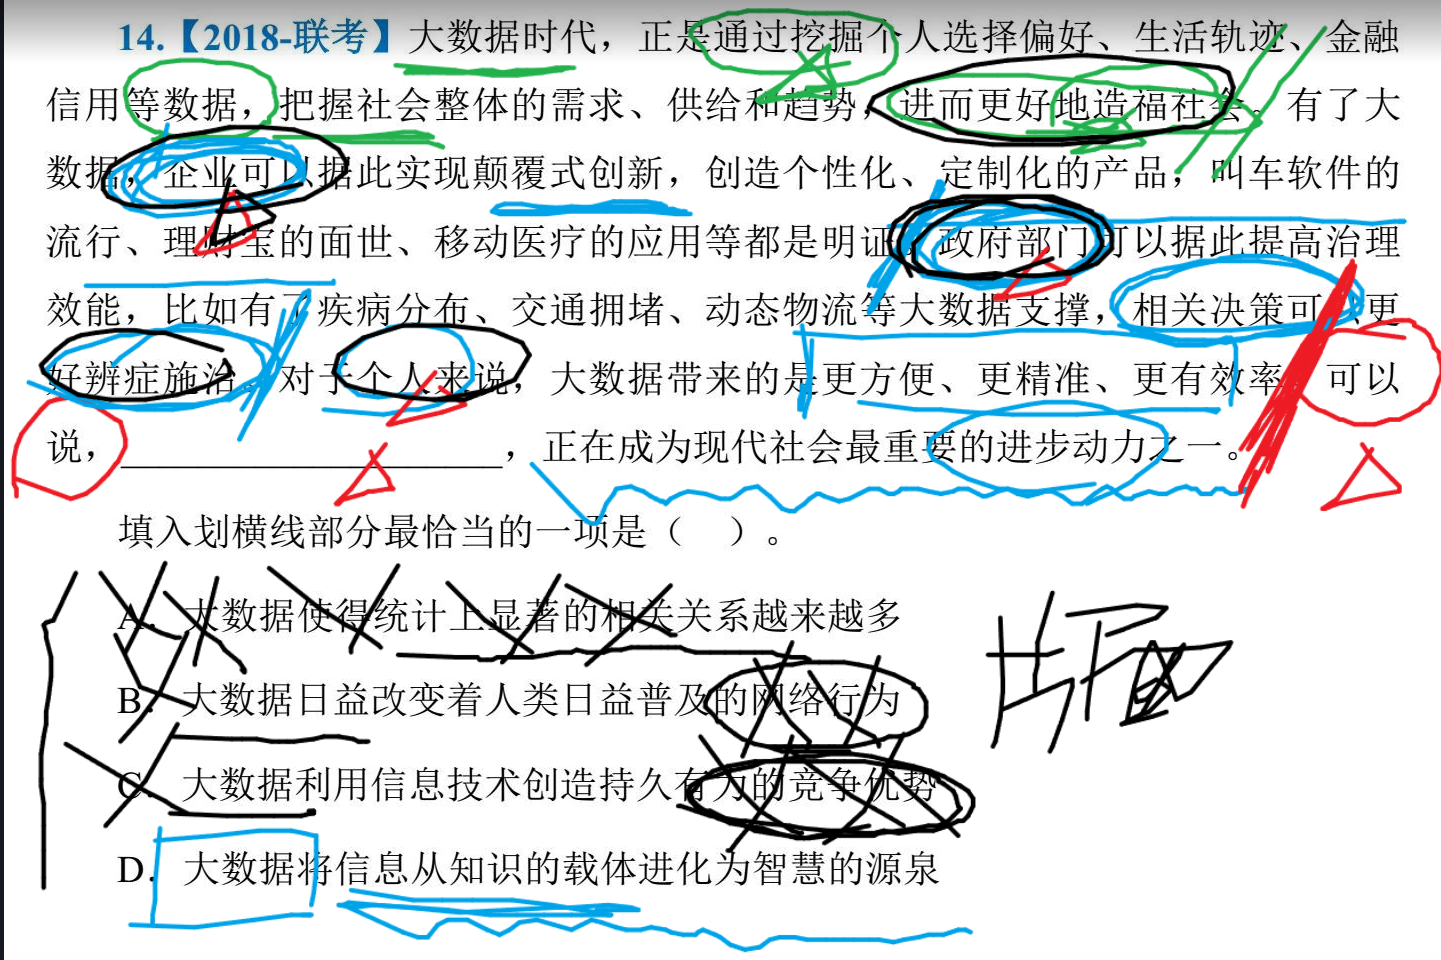 14.【2018-联考】大数据时代，正是通过挖掘个人选择偏好、生活轨迹、金融
信用等数据，把握社会整体的需求、供给和趋势，进而更好地造福社会。有了大
数据，企业可以据此实现颠覆式创新，创造个性化、定制化的产品，叫车软件的
流行、理财宝的面世、移动医疗的应用等都是明证。政府部门可以据此提高治理
效能，比如有了疾病分布、交通拥堵、动态物流等大数据支撑，相关决策可以更
好辨症施治。对于个人来说，大数据带来的是更方便、更精准、更有效率。可以
说，____________________，正在成为现代社会最重要的进步动力之一。
填入划横线部分最恰当的一项是（ ）。
A. 大数据使得统计上显著的相关关系越来越多
B. 大数据日益改变着人类日益普及的网络行为
C. 大数据利用信息技术创造持久有力的竞争优势
D. 大数据将信息从知识的载体进化为智慧的源泉